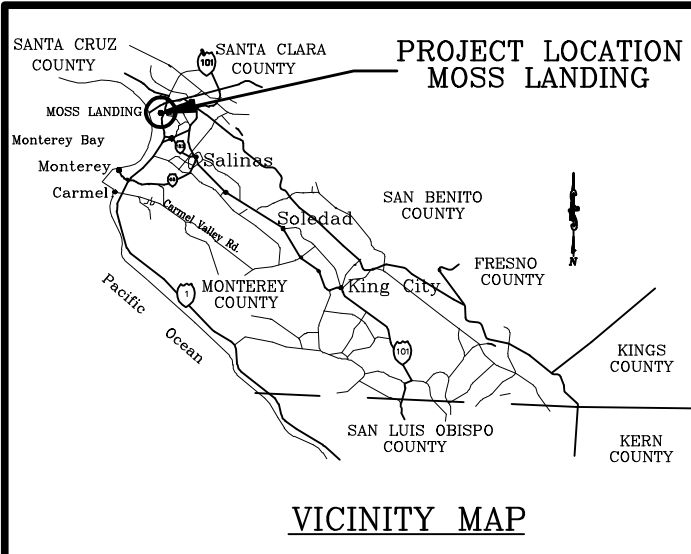 SANTA CRUZ
COUNTY
101
SANTA CLARA
COUNTY
PROJECT LOCATION
MOSS LANDING
MOSS LANDING
Monterey Bay
Salinas
Monterey
68
Carmel
Carmel Valley Rd.
SAN BENITO
COUNTY
Soledad
N
FRESNO
COUNTY
MONTEREY
COUNTY
King City
1
Pacific
Ocean
101
KINGS
COUNTY
SAN LUIS OBISPO
COUNTY
KERN
COUNTY
VICINITY MAP